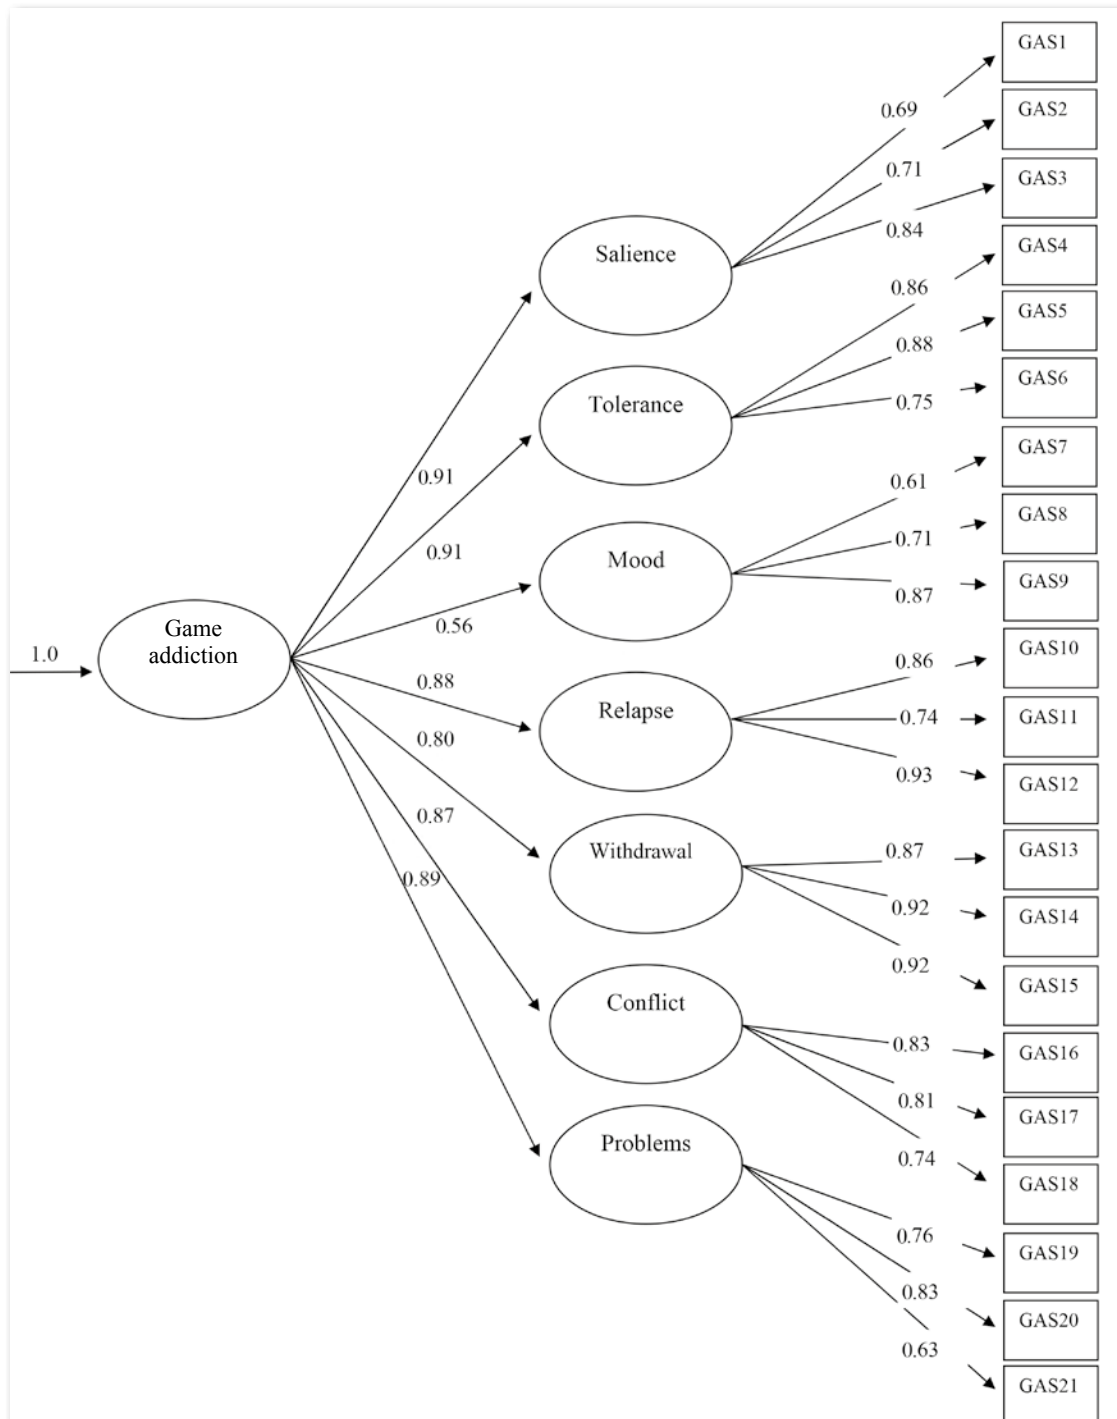 GAS1
0.69
GAS2
0.71
GAS3
0.84
Salience
GAS4
0.86
GAS5
0.88
GAS6
0.75
Tolerance
GAS7
0.61
GAS8
0.71
GAS9
0.87
Mood
0.91
0.91
0.56
Game
addiction
1.0
0.88
0.80
0.87
0.89
GAS10
0.86
GAS11
0.74
GAS12
0.93
Relapse
GAS13
0.87
GAS14
0.92
GAS15
0.92
Withdrawal
GAS16
0.83
GAS17
0.81
GAS18
0.74
Conflict
GAS19
0.76
GAS20
0.83
GAS21
0.63
Problems